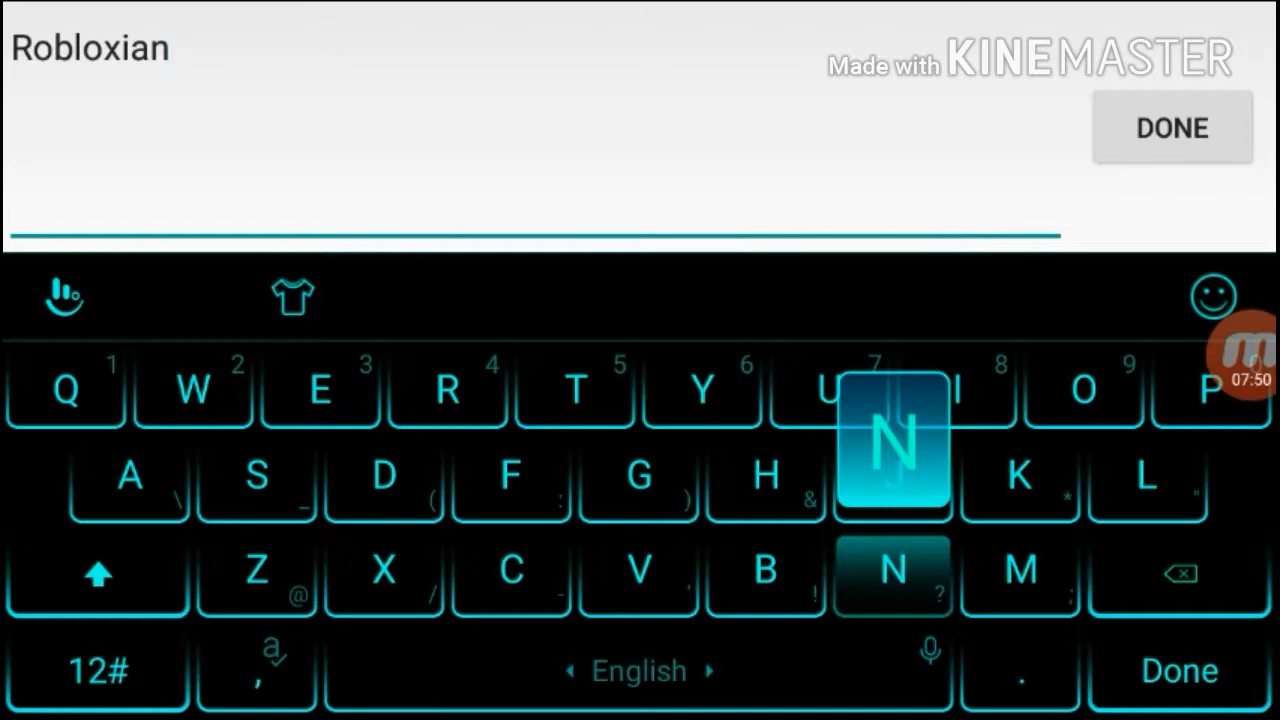 Robloxian
Made with KINEMASTER
DONE
1 2 3 4 5 6 7 8 9 0
Q W E R T Y U I O P
07:50
N
A S D F G H J K L
\ _ ( : ) & * "
Z X C V B N M
@ / - ' ! ? ;
12# , a English . Done